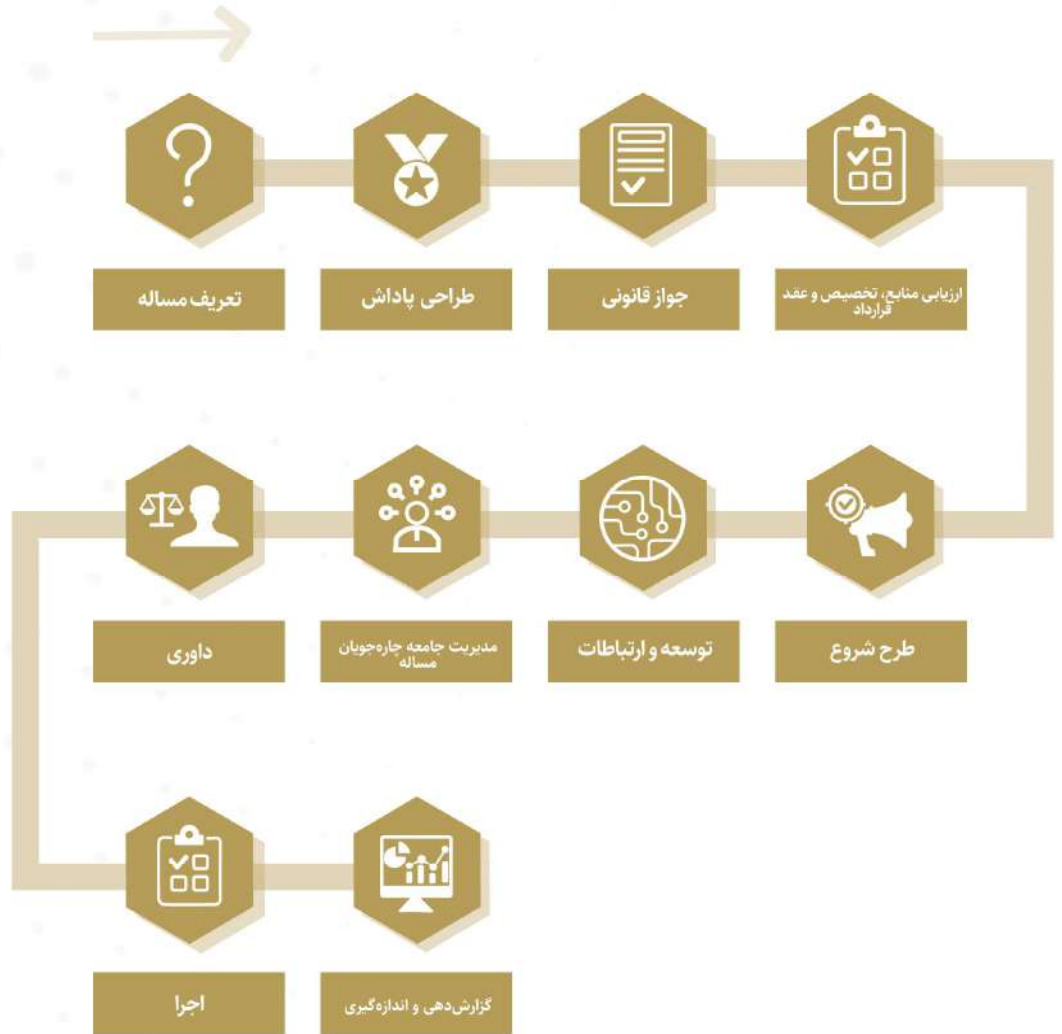 تعریف مساله
طراحی پاداش
جواز قانونی
ارزیابی منابع، تخصیص و عقد
قرارداد
طرح شروع
توسعه و ارتباطات
مدیریت جامعه چاره‌جویان
مساله
داوری
اجرا
گزارش‌دهی و اندازه‌گیری